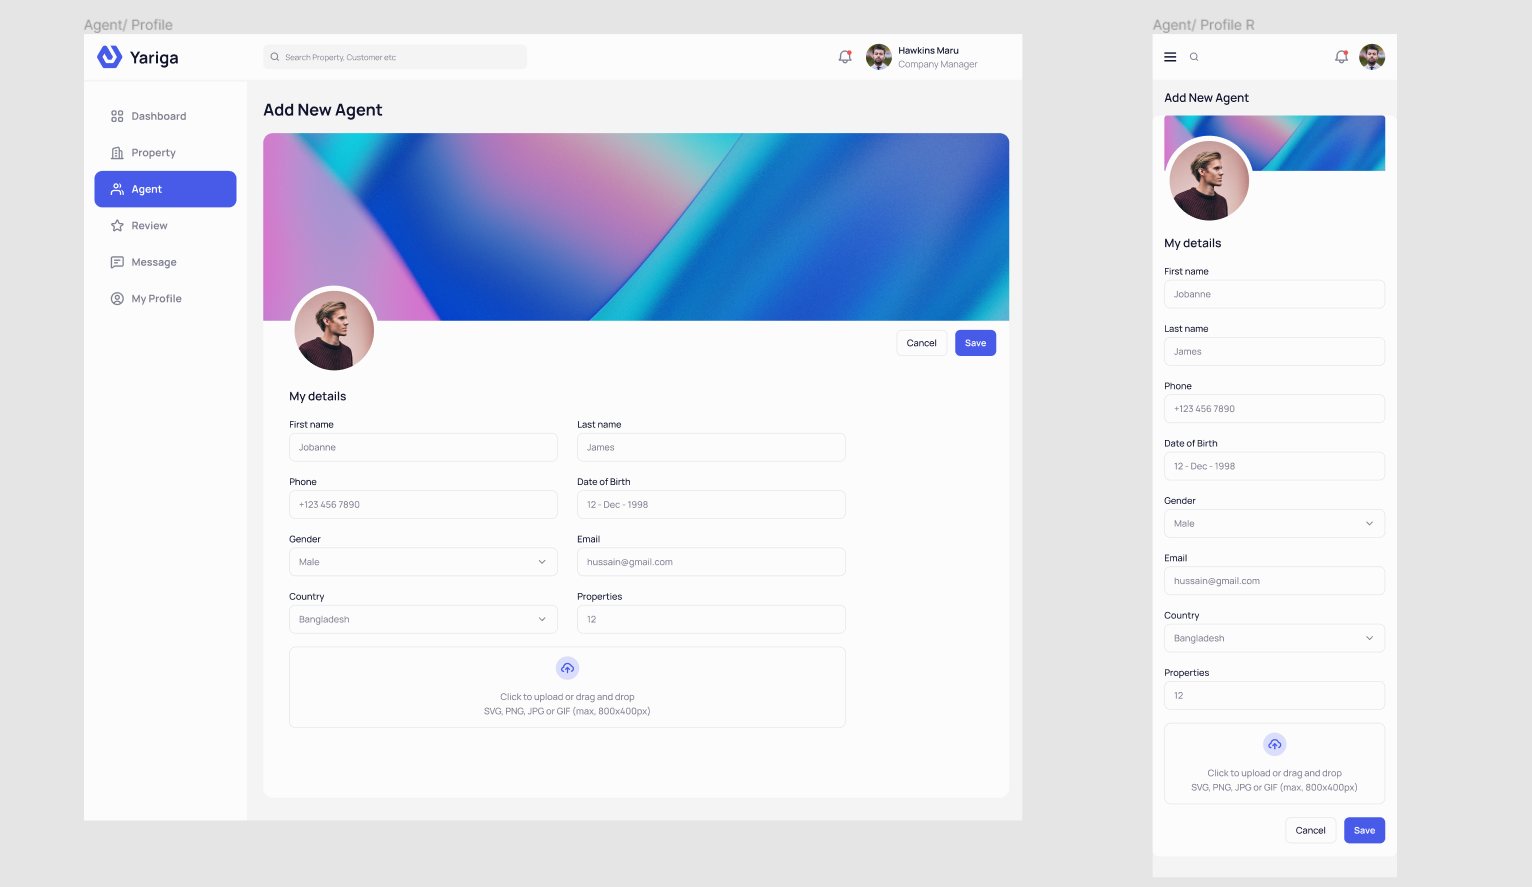 Agent/ Profile
Yariga
Search Property, Customer etc
Hawkins Maru
Company Manager
Dashboard
Property
Agent
Review
Message
My Profile
Add New Agent
Cancel
Save
My details
First name
Jobanne
Last name
James
Phone
+123 456 7890
Date of Birth
12 - Dec - 1998
Gender
Male
Email
hussain@gmail.com
Country
Bangladesh
Properties
12
Click to upload or drag and drop
SVG, PNG, JPG or GIF (max, 800x400px)
Agent/ Profile R
Add New Agent
My details
First name
Jobanne
Last name
James
Phone
+123 456 7890
Date of Birth
12 - Dec - 1998
Gender
Male
Email
hussain@gmail.com
Country
Bangladesh
Properties
12
Click to upload or drag and drop
SVG, PNG, JPG or GIF (max, 800x400px)
Cancel
Save